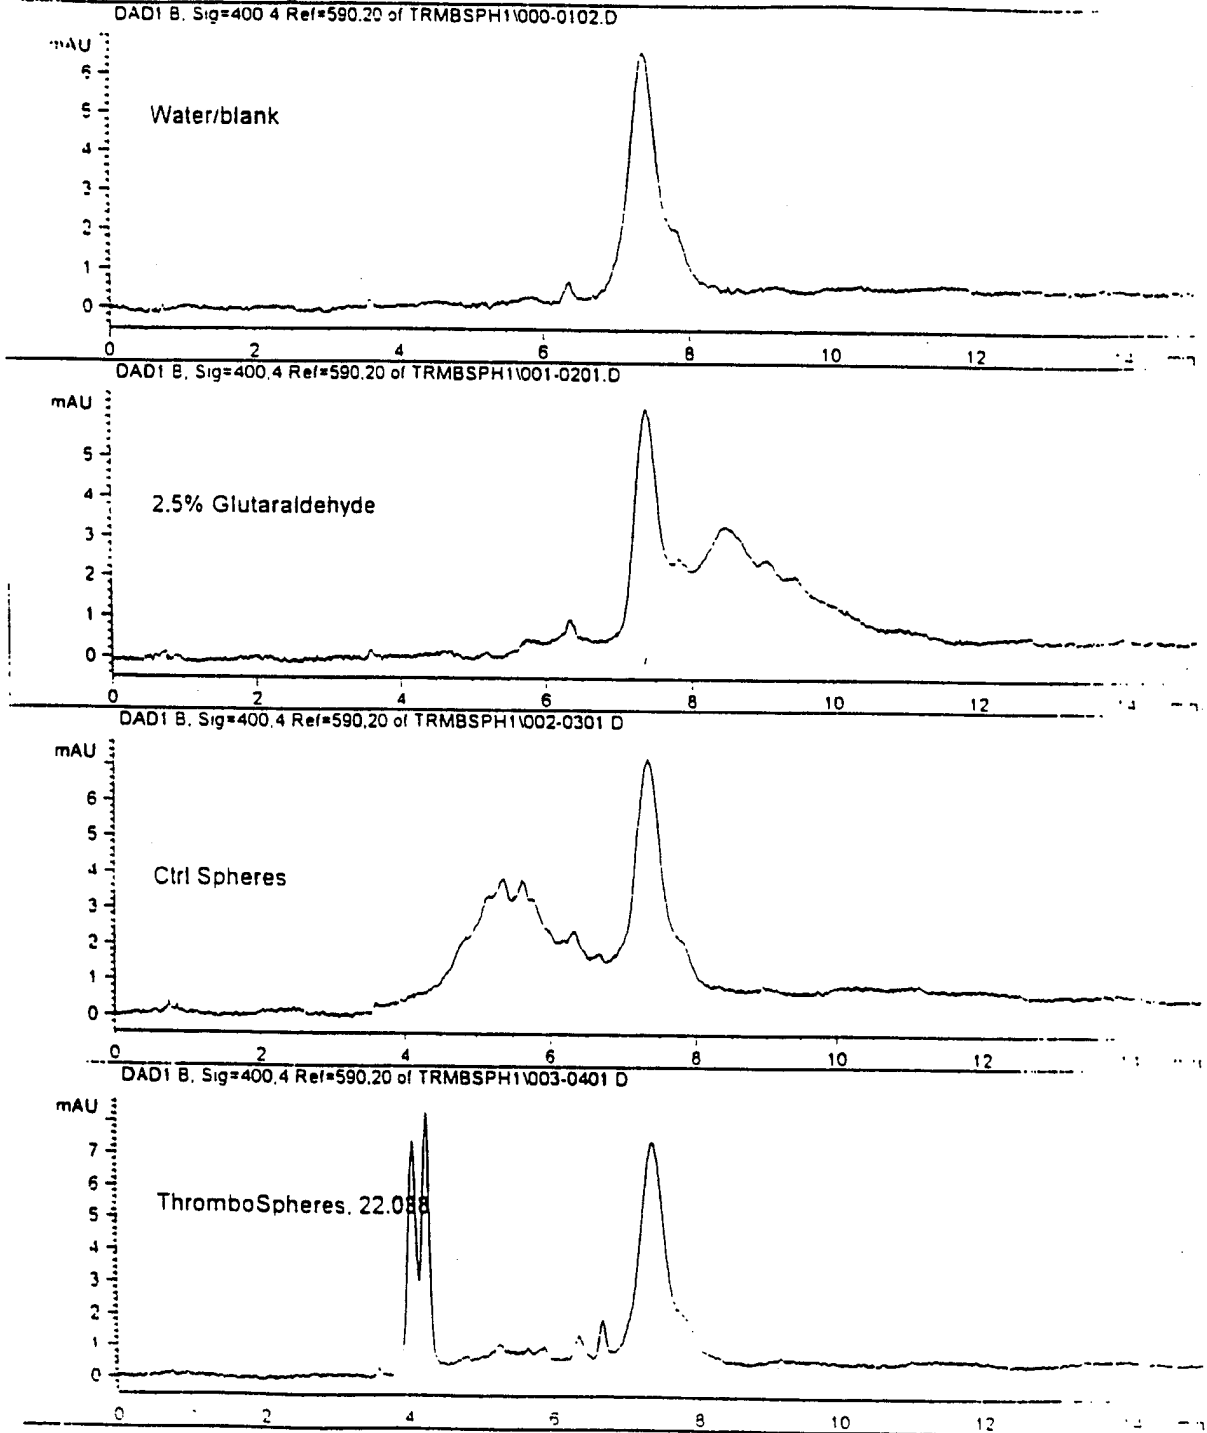 DAD1 B, Sig=400,4 Ref=590,20 of TRMBSPH1\000-0102.D
mAU
6
5
4
3
2
1
0
Water/blank
0 2 4 6 8 10 12 14
DAD1 B, Sig=400,4 Ref=590,20 of TRMBSPH1\001-0201.D
mAU
5
4
3
2
1
0
2.5% Glutaraldehyde
0 2 4 6 8 10 12
DAD1 B, Sig=400,4 Ref=590,20 of TRMBSPH1\002-0301 D
mAU
6
5
4
3
2
1
0
Ctrl Spheres
0 2 4 6 8 10 12
DAD1 B, Sig=400,4 Ref=590,20 of TRMBSPH1\003-0401 D
mAU
7
6
5
4
3
2
1
0
ThromboSpheres, 22.088
0 2 4 6 8 10 12